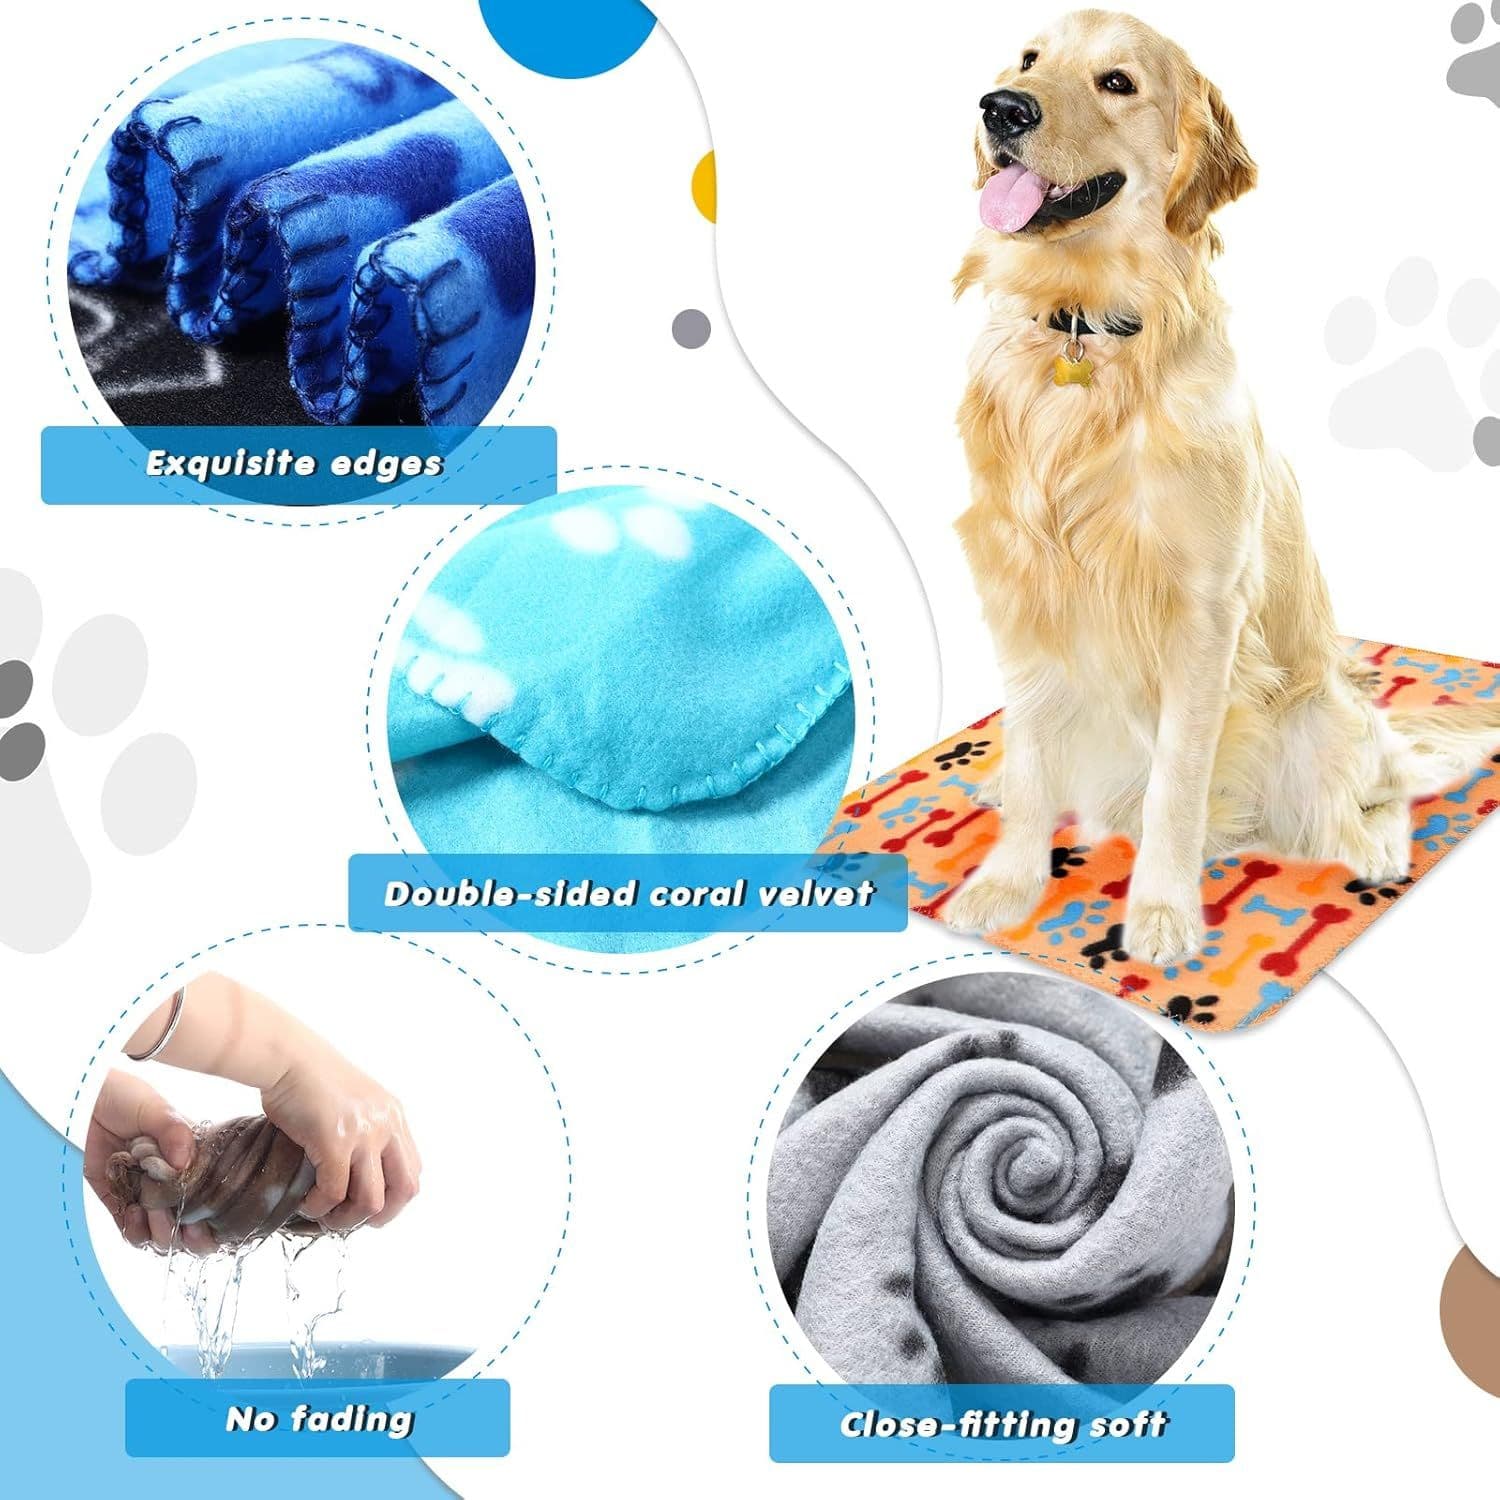 Exquisite edges
Double-sided coral velvet
No fading
Close-fitting soft